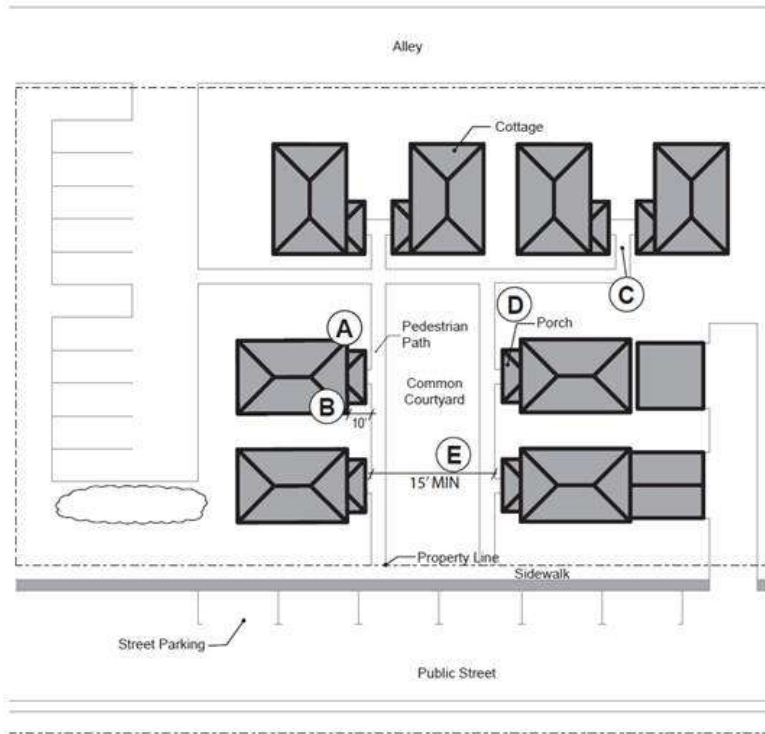 Alley
Cottage
C
A
D
Porch
Pedestrian
Path
Common
Courtyard
B
10'
E
15' MIN
Property Line
Sidewalk
Street Parking
Public Street